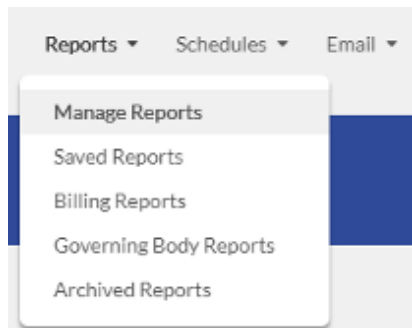 Reports Schedules Email
Manage Reports
Saved Reports
Billing Reports
Governing Body Reports
Archived Reports